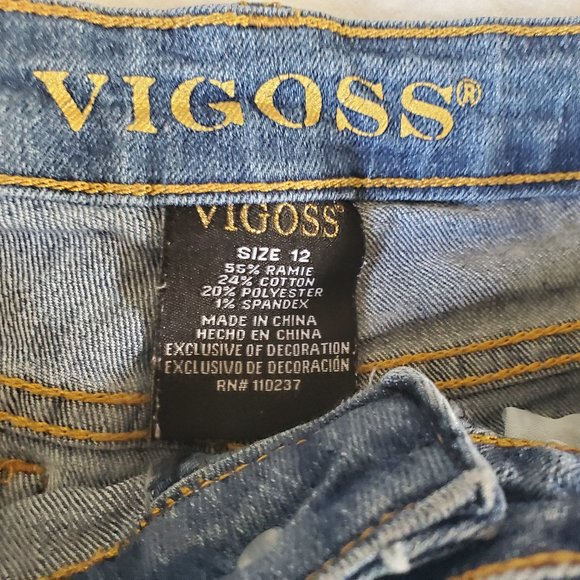 VIGOSS®
VIGOSS®
SIZE 12
55% RAMIE
24% COTTON
20% POLYESTER
1% SPANDEX
MADE IN CHINA
HECHO EN CHINA
EXCLUSIVE OF DECORATION
EXCLUSIVO DE DECORACIÓN
RN# 110237